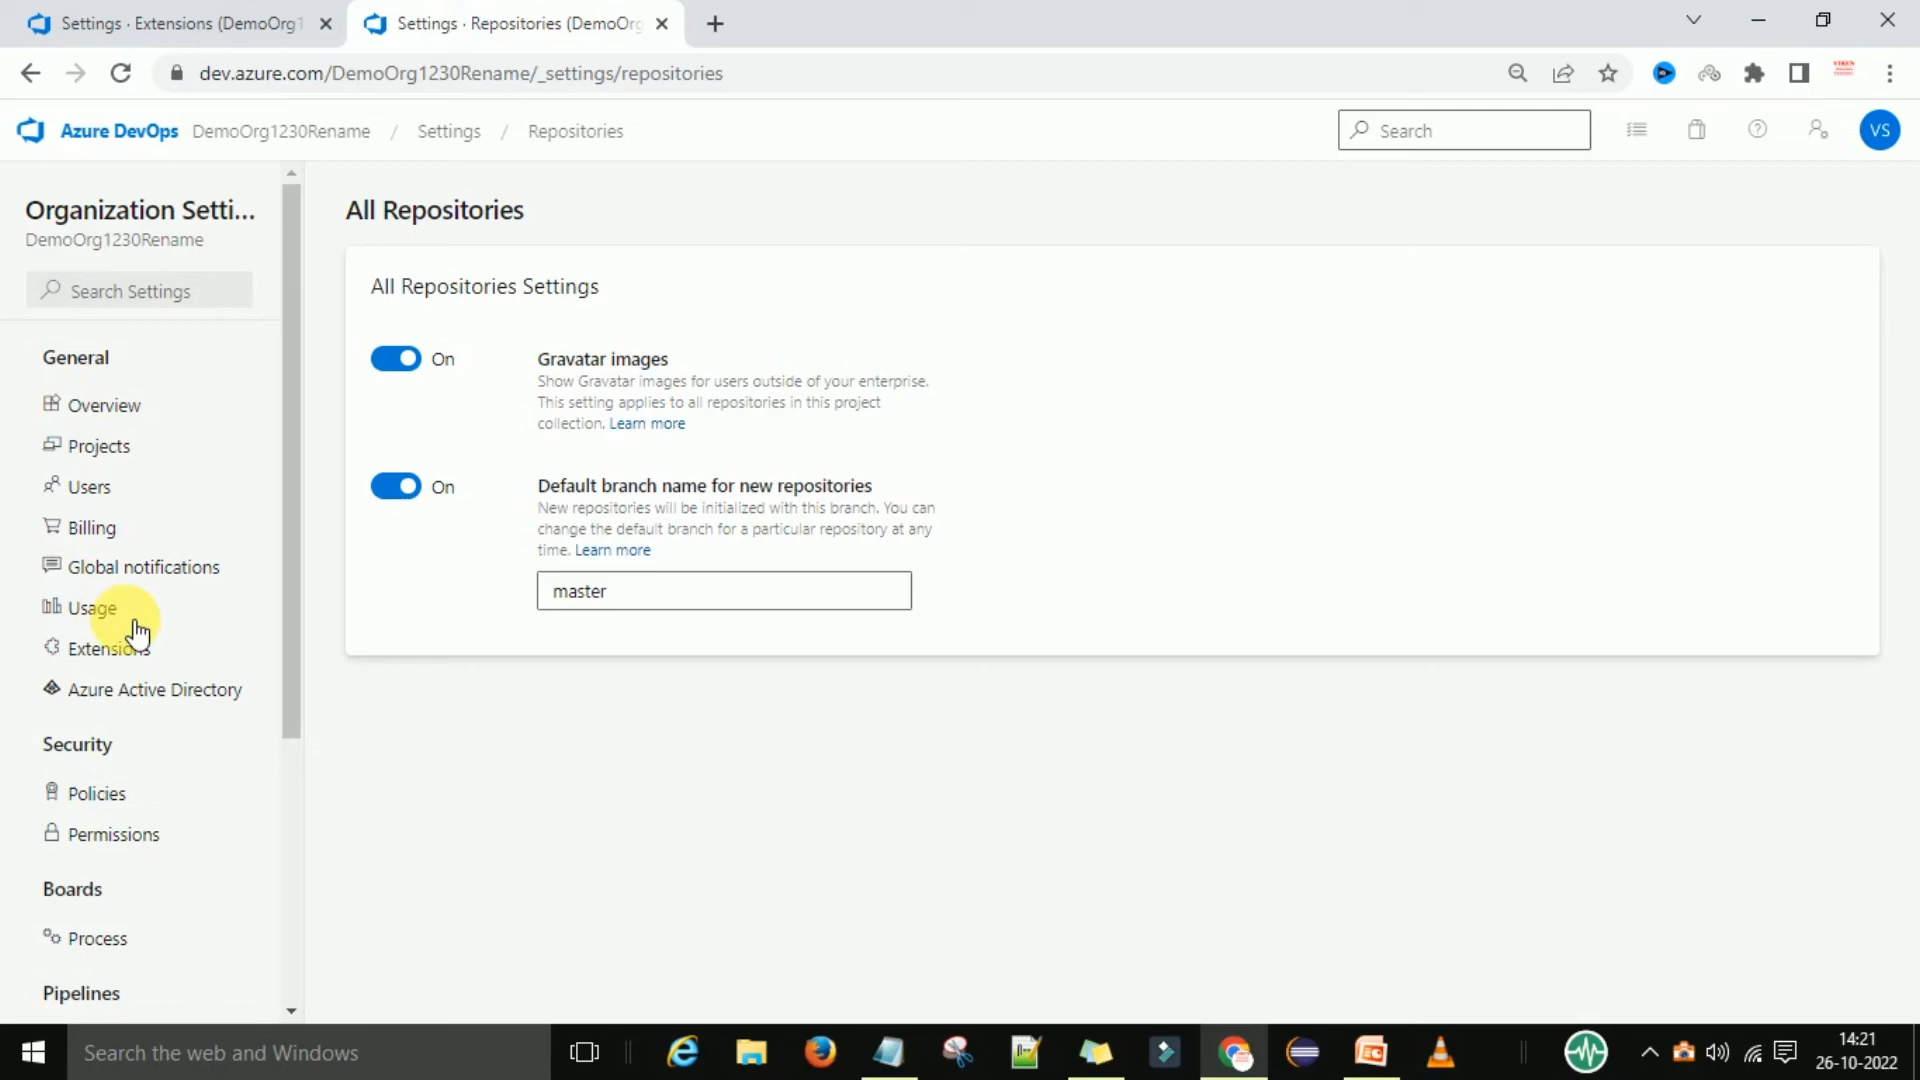 Settings · Extensions (DemoOrg1
Settings · Repositories (DemoOrg
dev.azure.com/DemoOrg1230Rename/_settings/repositories
Azure DevOps DemoOrg1230Rename / Settings / Repositories
Search
VS
Organization Setti...
DemoOrg1230Rename
Search Settings
General
Overview
Projects
Users
Billing
Global notifications
Usage
Extensions
Azure Active Directory
Security
Policies
Permissions
Boards
Process
Pipelines
All Repositories
All Repositories Settings
On
Gravatar images
Show Gravatar images for users outside of your enterprise.
This setting applies to all repositories in this project
collection. Learn more
On
Default branch name for new repositories
New repositories will be initialized with this branch. You can
change the default branch for a particular repository at any
time. Learn more
master
Search the web and Windows
14:21
26-10-2022